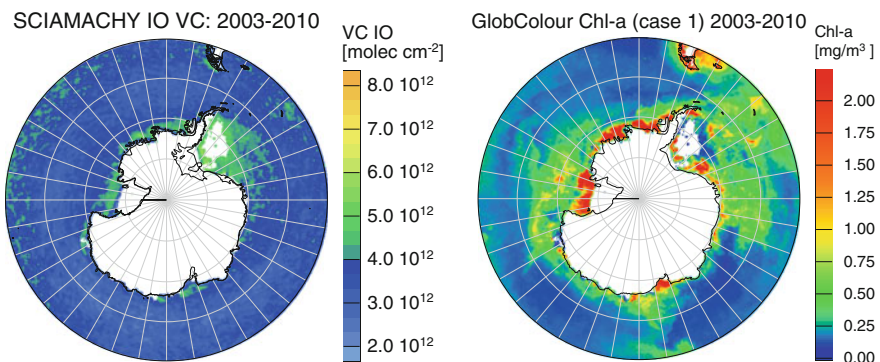 SCIAMACHY IO VC: 2003-2010
VC IO
[molec cm⁻²]
8.0 10¹²
7.0 10¹²
6.0 10¹²
5.0 10¹²
4.0 10¹²
3.0 10¹²
2.0 10¹²
GlobColour Chl-a (case 1) 2003-2010
Chl-a
[mg/m³ ]
2.00
1.75
1.50
1.25
1.00
0.75
0.50
0.25
0.00